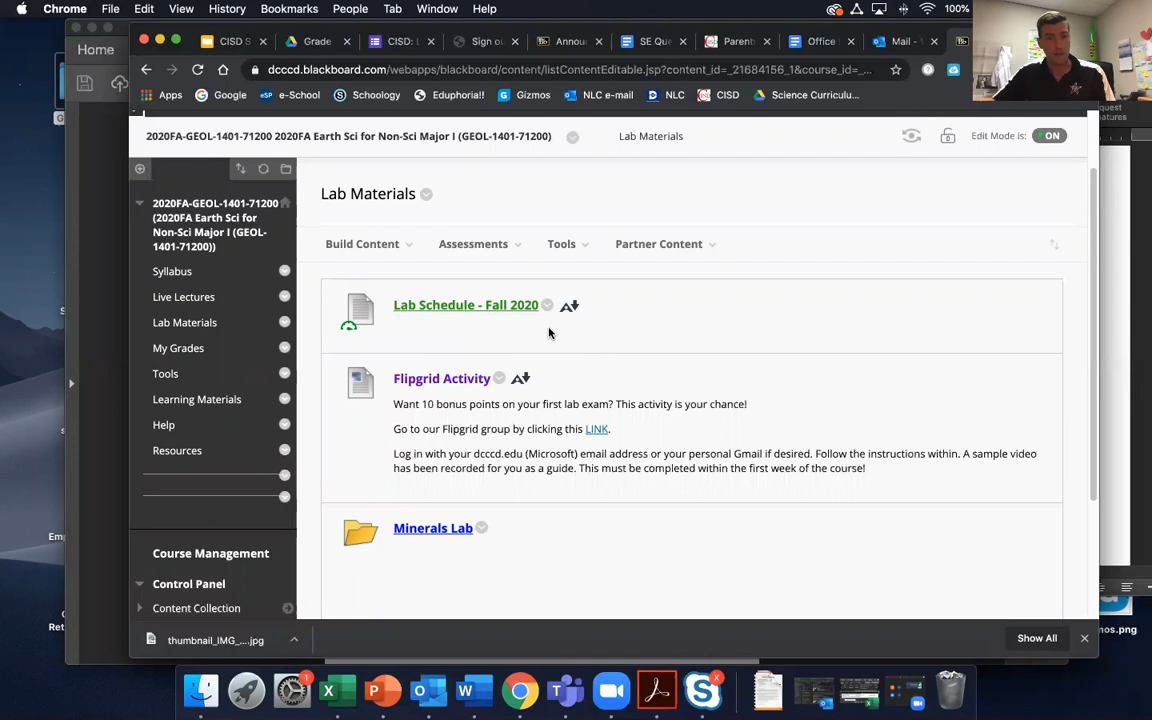 Chrome File Edit View History Bookmarks People Tab Window Help 100%
Home
CISD S
Grade
CISD: L
Sign o
Annou
SE Que
Parent
Office
Mail -
dcccd.blackboard.com/webapps/blackboard/content/listContentEditable.jsp?content_id=_21684156_1&course_id=_...
Apps Google e-School Schoology Eduphoria!! Gizmos NLC e-mail NLC CISD Science Curriculu...
2020FA-GEOL-1401-71200 2020FA Earth Sci for Non-Sci Major I (GEOL-1401-71200) Lab Materials Edit Mode is: ON
2020FA-GEOL-1401-71200
(2020FA Earth Sci for
Non-Sci Major I (GEOL-
1401-71200))
Syllabus
Live Lectures
Lab Materials
My Grades
Tools
Learning Materials
Help
Resources
Course Management
Control Panel
Content Collection
Lab Materials
Build Content Assessments Tools Partner Content
Lab Schedule - Fall 2020
Flipgrid Activity
Want 10 bonus points on your first lab exam? This activity is your chance!
Go to our Flipgrid group by clicking this LINK.
Log in with your dcccd.edu (Microsoft) email address or your personal Gmail if desired. Follow the instructions within. A sample video
has been recorded for you as a guide. This must be completed within the first week of the course!
Minerals Lab
thumbnail_IMG_....jpg
Show All
mos.png